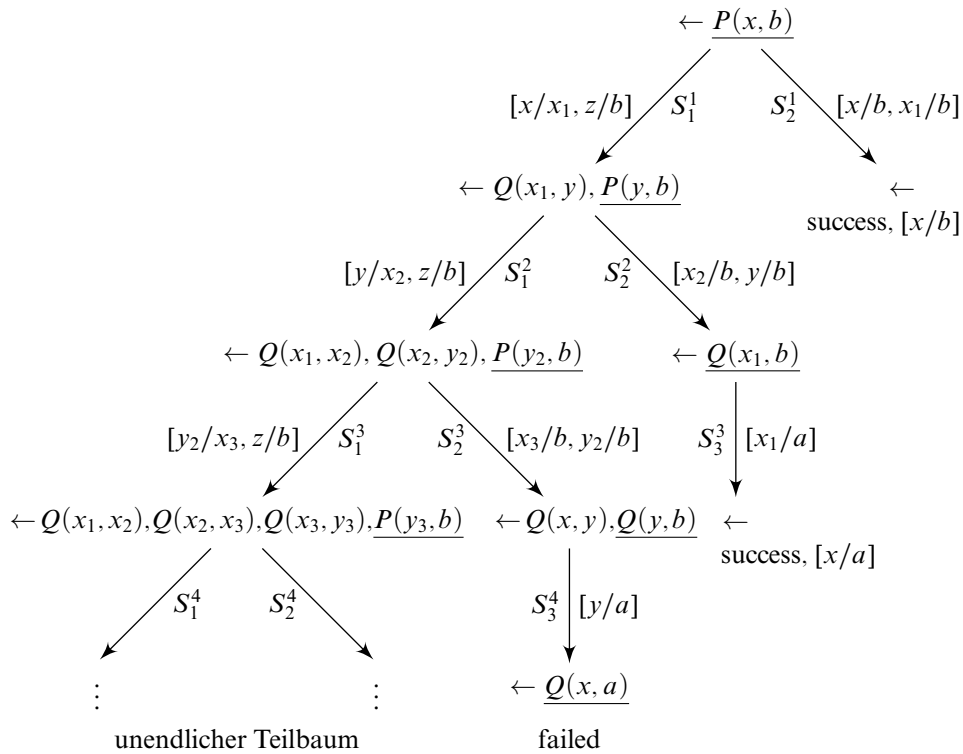 ← P(x, b)
[x/x₁, z/b] S₁¹ S₂¹ [x/b, x₁/b]
← Q(x₁, y), P(y, b) ←
success, [x/b]
[y/x₂, z/b] S₁² S₂² [x₂/b, y/b]
← Q(x₁, x₂), Q(x₂, y₂), P(y₂, b) ← Q(x₁, b)
[y₂/x₃, z/b] S₁³ S₂³ [x₃/b, y₂/b] S₃³ [x₁/a]
← Q(x₁, x₂), Q(x₂, x₃), Q(x₃, y₃), P(y₃, b) ← Q(x, y), Q(y, b) ←
success, [x/a]
S₁⁴ S₂⁴ S₃⁴ [y/a]
⋮ ⋮ ← Q(x, a)
unendlicher Teilbaum failed